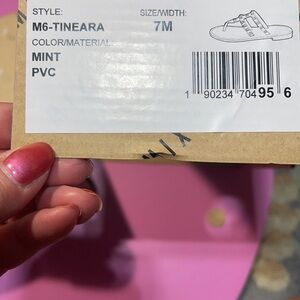 STYLE: SIZE/WIDTH:
M6-TINEARA 7M
COLOR/MATERIAL
MINT
PVC
1 90234 70495 6